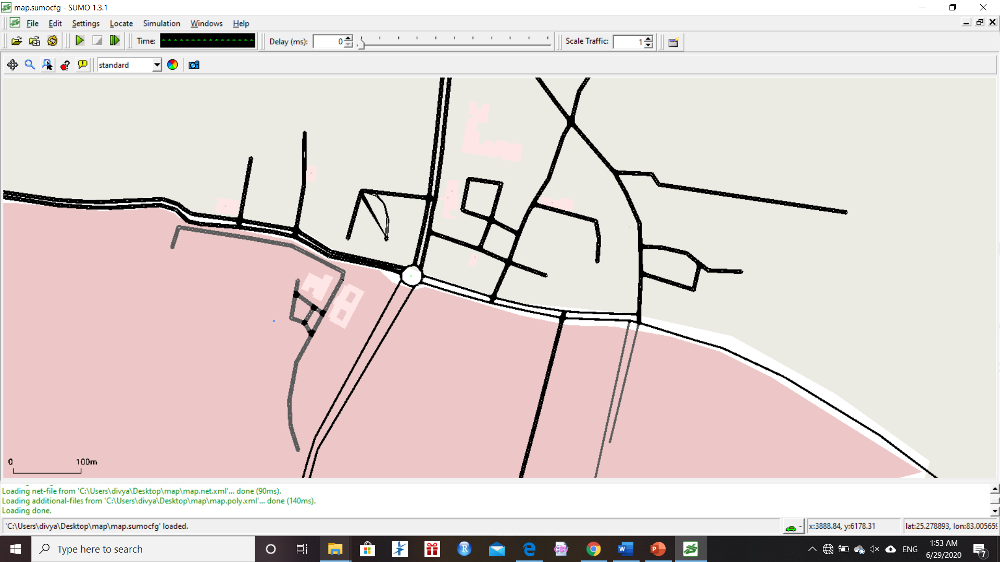 map.sumocfg - SUMO 1.3.1
File Edit Settings Locate Simulation Windows Help
Time: Delay (ms): 0 Scale Traffic: 1
standard
0 100m
Loading net-file from 'C:\Users\divya\Desktop\map\map.net.xml'... done (90ms).
Loading additional-files from 'C:\Users\divya\Desktop\map\map.poly.xml'... done (140ms).
Loading done.
'C:\Users\divya\Desktop\map\map.sumocfg' loaded. x:3888.84, y:6178.31 lat:25.278893, lon:83.005659
Type here to search R CSV W P ENG 1:53 AM
6/29/2020 7